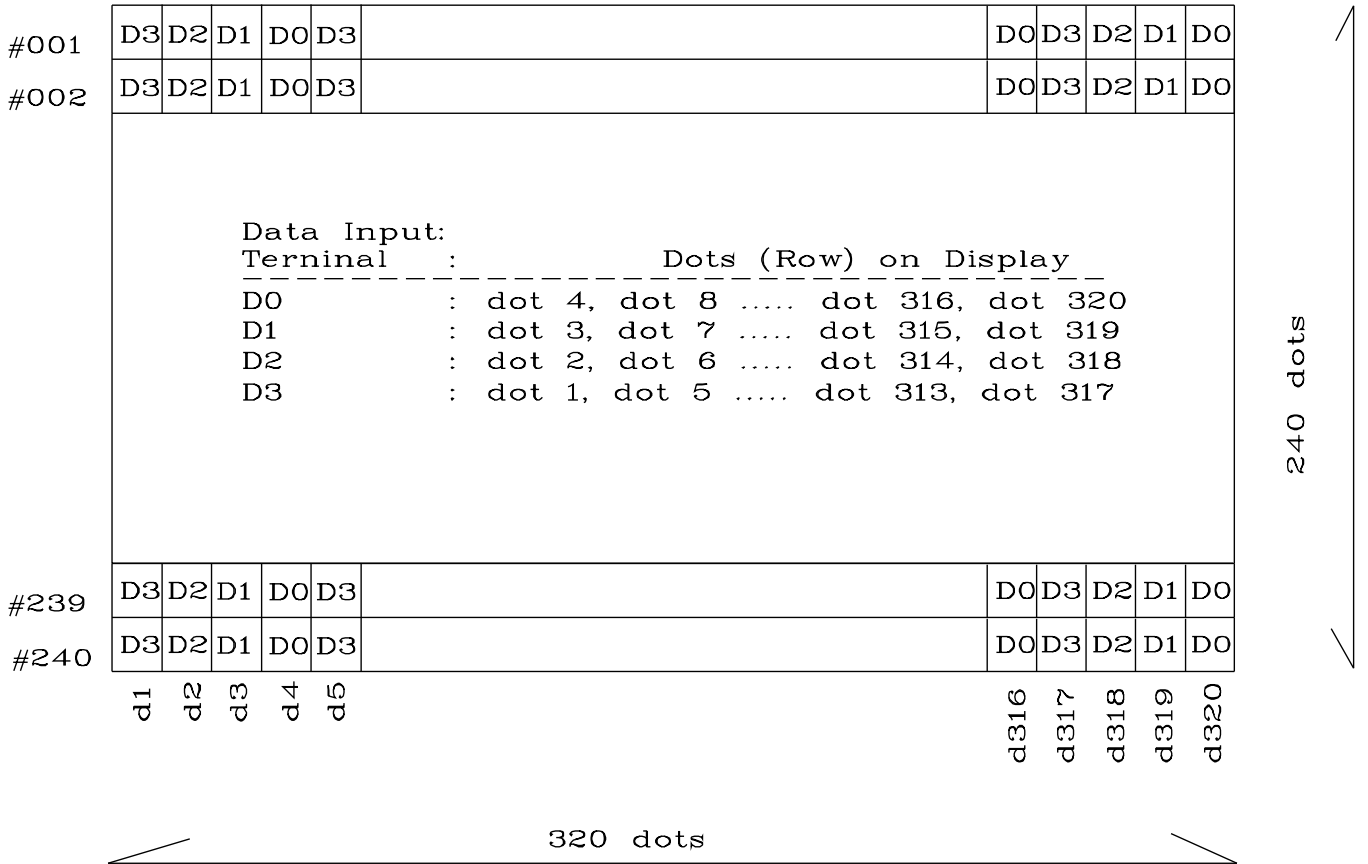 #001 D3 D2 D1 D0 D3 D0 D3 D2 D1 D0
#002 D3 D2 D1 D0 D3 D0 D3 D2 D1 D0
Data Input:
Terninal : Dots (Row) on Display
D0 : dot 4, dot 8 ..... dot 316, dot 320
D1 : dot 3, dot 7 ..... dot 315, dot 319
D2 : dot 2, dot 6 ..... dot 314, dot 318
D3 : dot 1, dot 5 ..... dot 313, dot 317
240 dots
#239 D3 D2 D1 D0 D3 D0 D3 D2 D1 D0
#240 D3 D2 D1 D0 D3 D0 D3 D2 D1 D0
d1 d2 d3 d4 d5 d316 d317 d318 d319 d320
320 dots